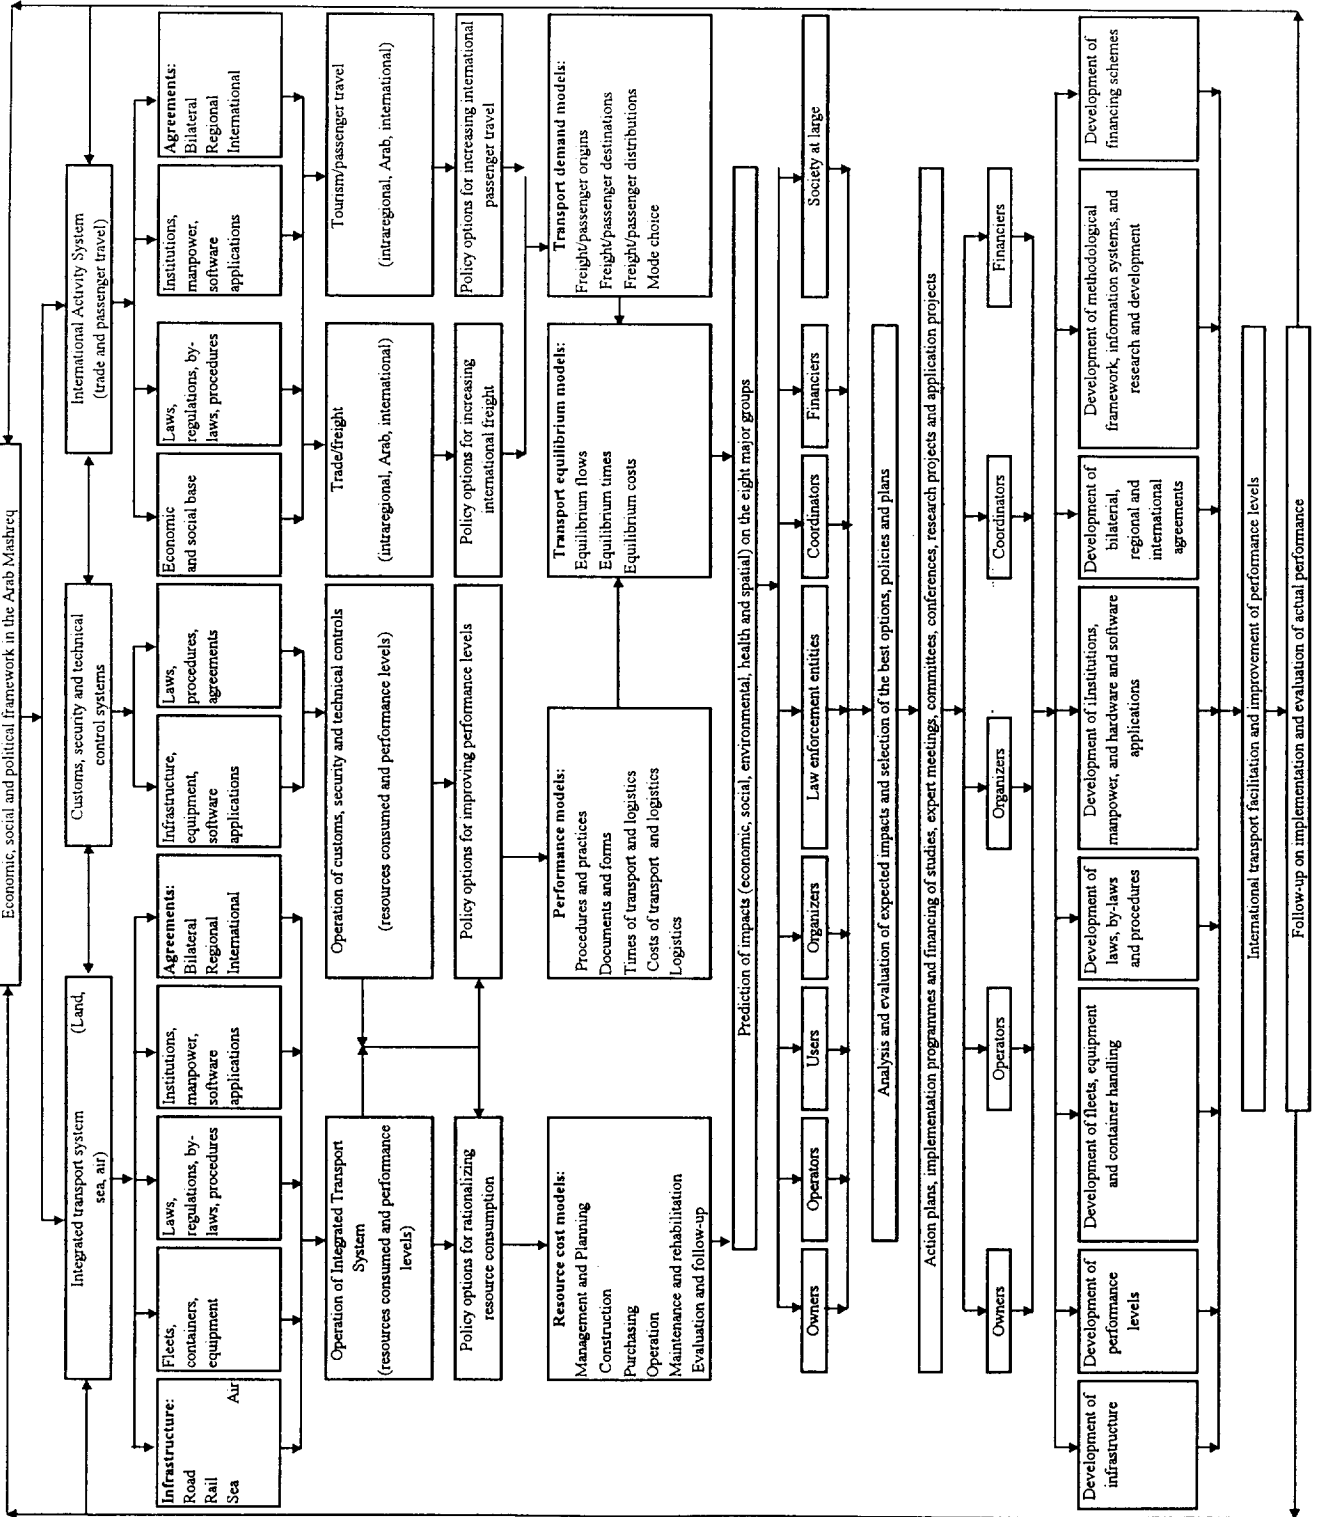 Economic, social and political framework in the Arab Mashreq
Integrated transport system (Land,
sea, air)
Customs, security and technical
control systems
International Activity System
(trade and passenger travel)
Infrastructure:
Road
Rail
Sea Air
Fleets,
containers,
equipment
Laws,
regulations, by-
laws, procedures
Institutions,
manpower,
software
applications
Agreements:
Bilateral
Regional
International
Infrastructure,
equipment,
software
applications
Laws,
procedures,
agreements
Economic
and social base
Laws,
regulations, by-
laws, procedures
Institutions,
manpower,
software
applications
Agreements:
Bilateral
Regional
International
Operation of Integrated Transport
System
(resources consumed and performance
levels)
Operation of customs, security and technical controls
(resources consumed and performance levels)
Trade/freight
(intraregional, Arab, international)
Tourism/passenger travel
(intraregional, Arab, international)
Policy options for rationalizing
resource consumption
Policy options for improving performance levels
Policy options for increasing
international freight
Policy options for increasing international
passenger travel
Resource cost models:
Management and Planning
Construction
Purchasing
Operation
Maintenance and rehabilitation
Evaluation and follow-up
Performance models:
Procedures and practices
Documents and forms
Times of transport and logistics
Costs of transport and logistics
Logistics
Transport equilibrium models:
Equilibrium flows
Equilibrium times
Equilibrium costs
Transport demand models:
Freight/passenger origins
Freight/passenger destinations
Freight/passenger distributions
Mode choice
Prediction of impacts (economic, social, environmental, health and spatial) on the eight major groups
Owners
Operators
Users
Organizers
Law enforcement entities
Coordinators
Financiers
Society at large
Analysis and evaluation of expected impacts and selection of the best options, policies and plans
Action plans, implementation programmes and financing of studies, expert meetings, committees, conferences, research projects and application projects
Owners
Operators
Organizers
Coordinators
Financiers
Development of
infrastructure
Development of
performance
levels
Development of fleets, equipment
and container handling
Development of
laws, by-laws
and procedures
Development of iInstitutions,
manpower, and hardware and software
applications
Development of
bilaterial,
regional and
international
agreements
Development of methodological
framework, information systems, and
research and development
Development of
financing schemes
International transport facilitation and improvement of performance levels
Follow-up on implementation and evaluation of actual performance